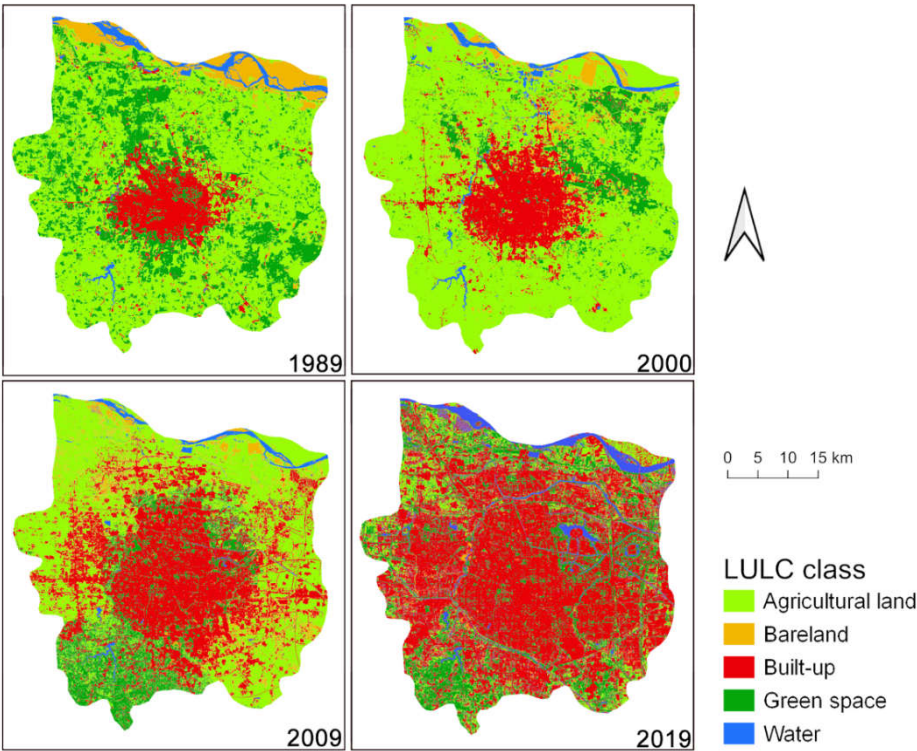 1989
2000
2009
2019
0 5 10 15 km
LULC class
Agricultural land
Bareland
Built-up
Green space
Water